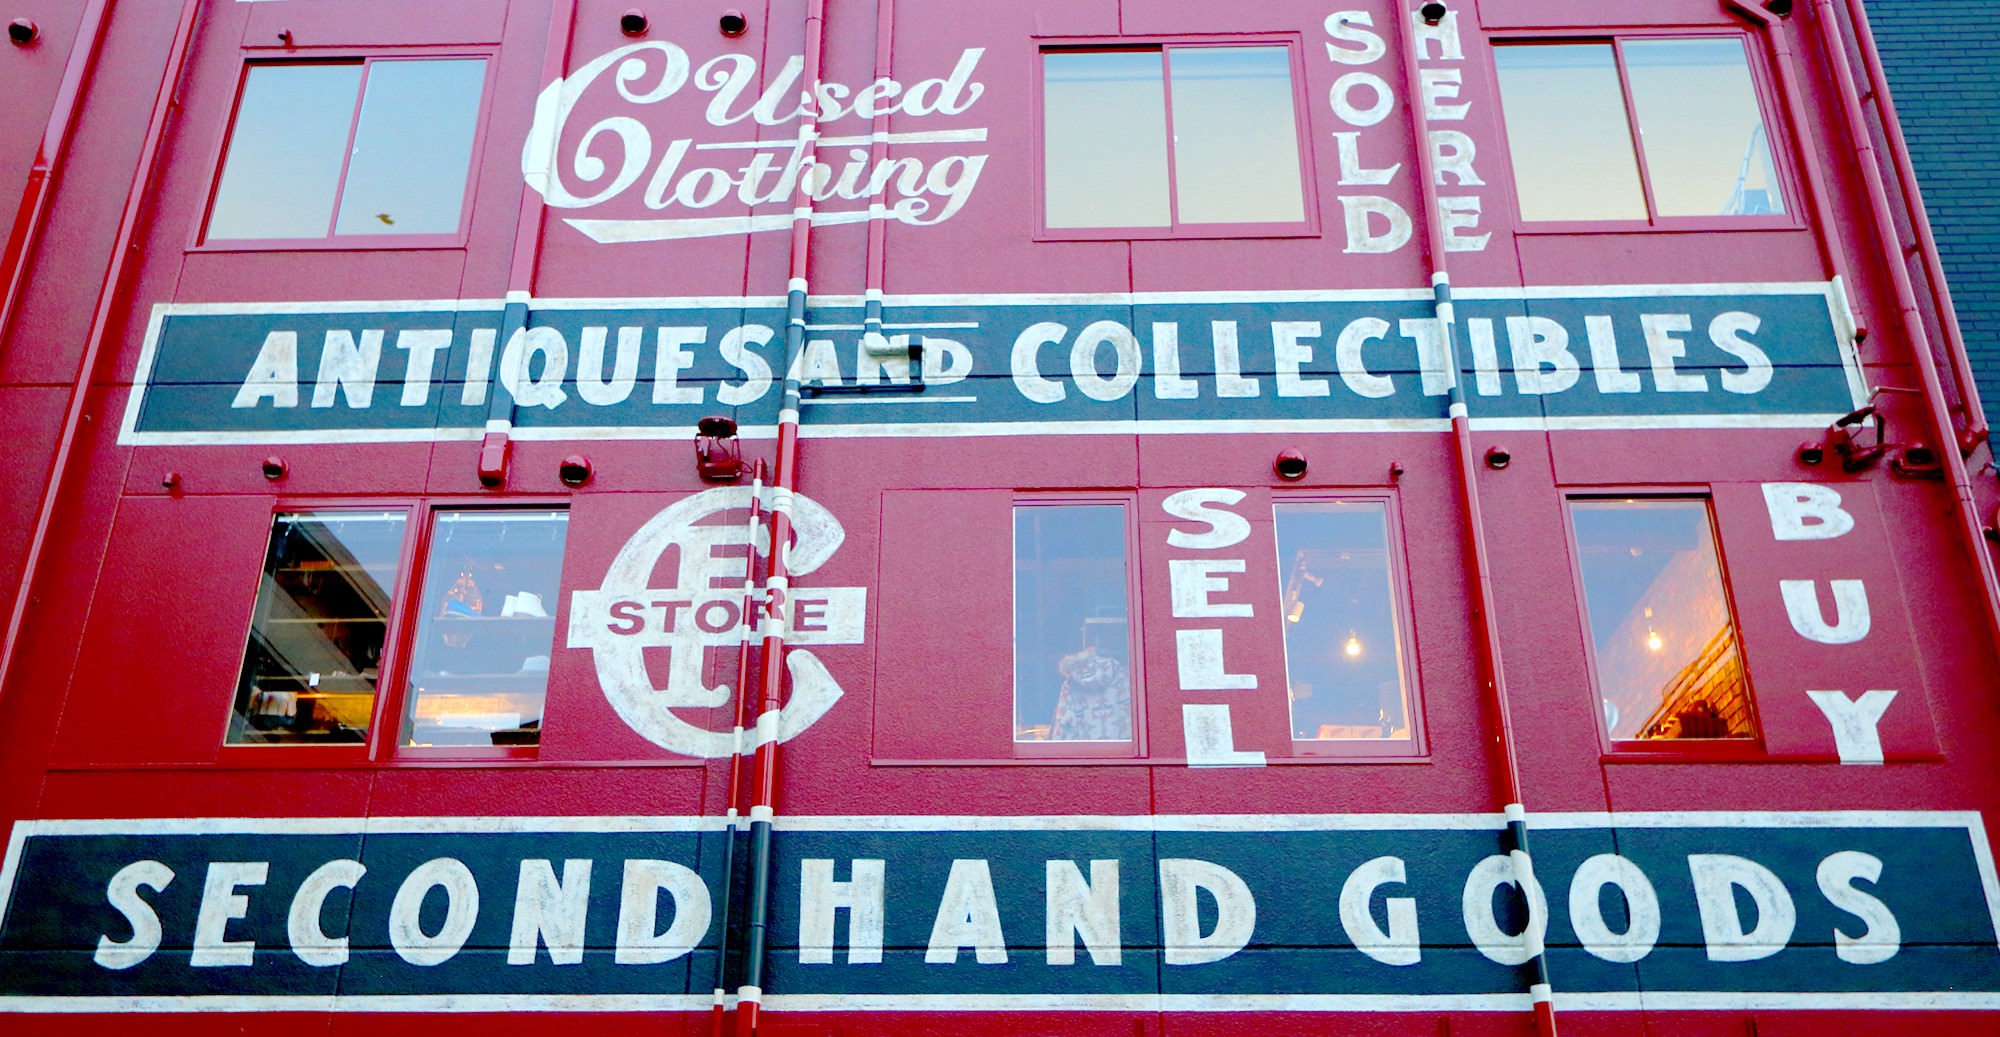 Used
Clothing
SOLD
HERE
ANTIQUES AND COLLECTIBLES
STORE
SELL
BUY
SECOND HAND GOODS